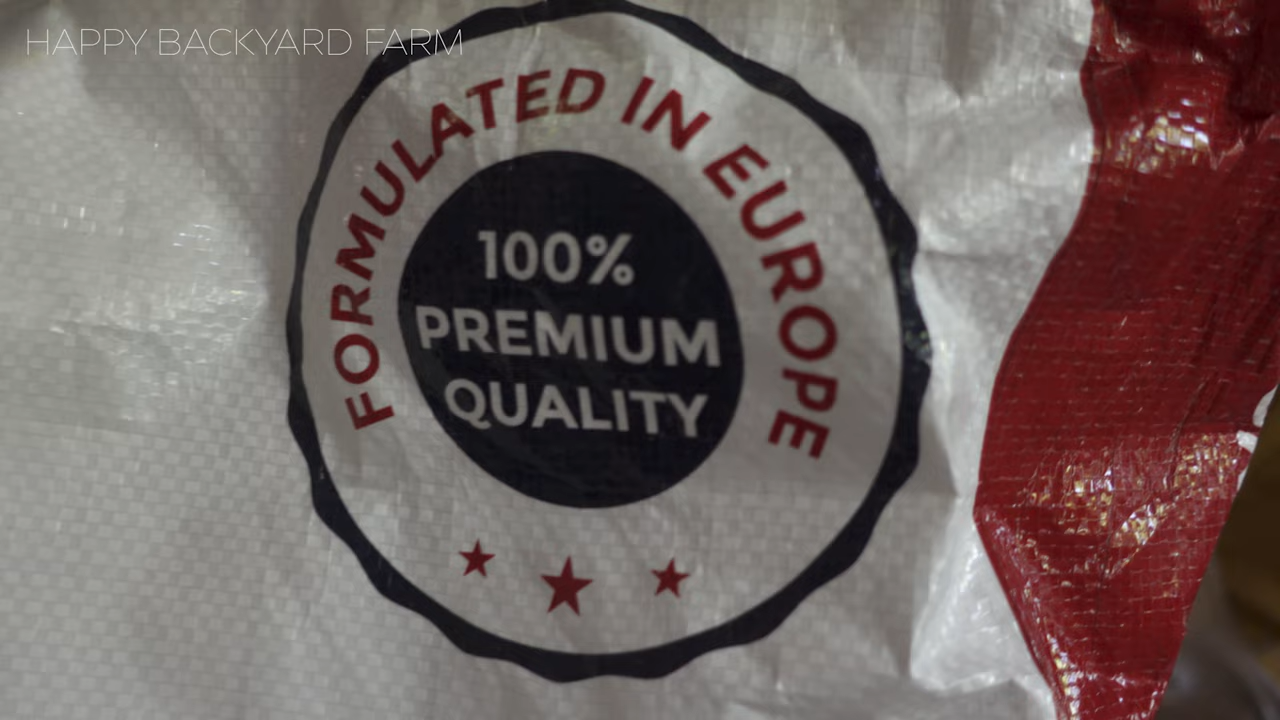 HAPPY BACKYARD FARM
FORMULATED IN EUROPE
100%
PREMIUM
QUALITY